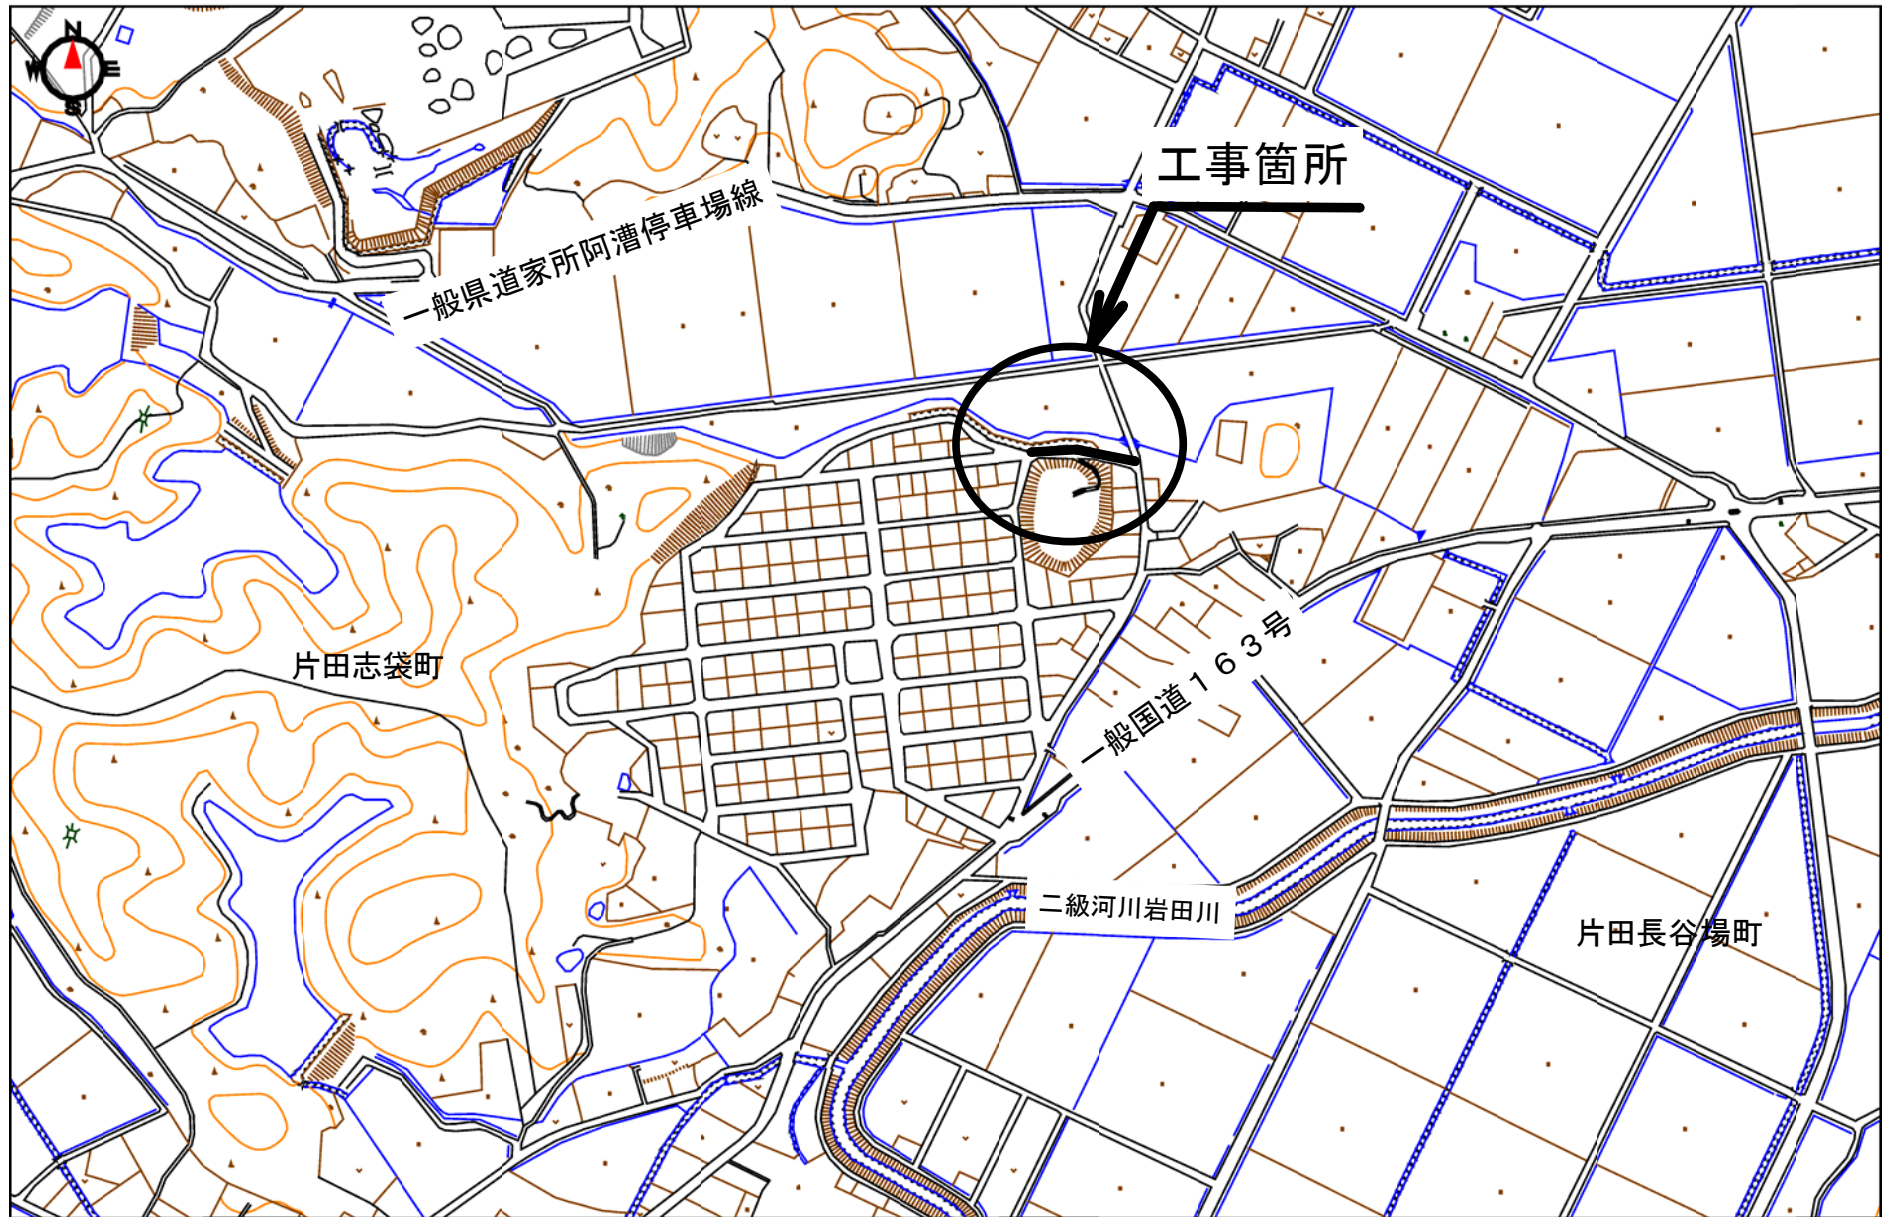 N
W E
S
工事箇所
一般県道家所阿漕停車場線
片田志袋町
一般国道163号
二級河川岩田川
片田長谷場町